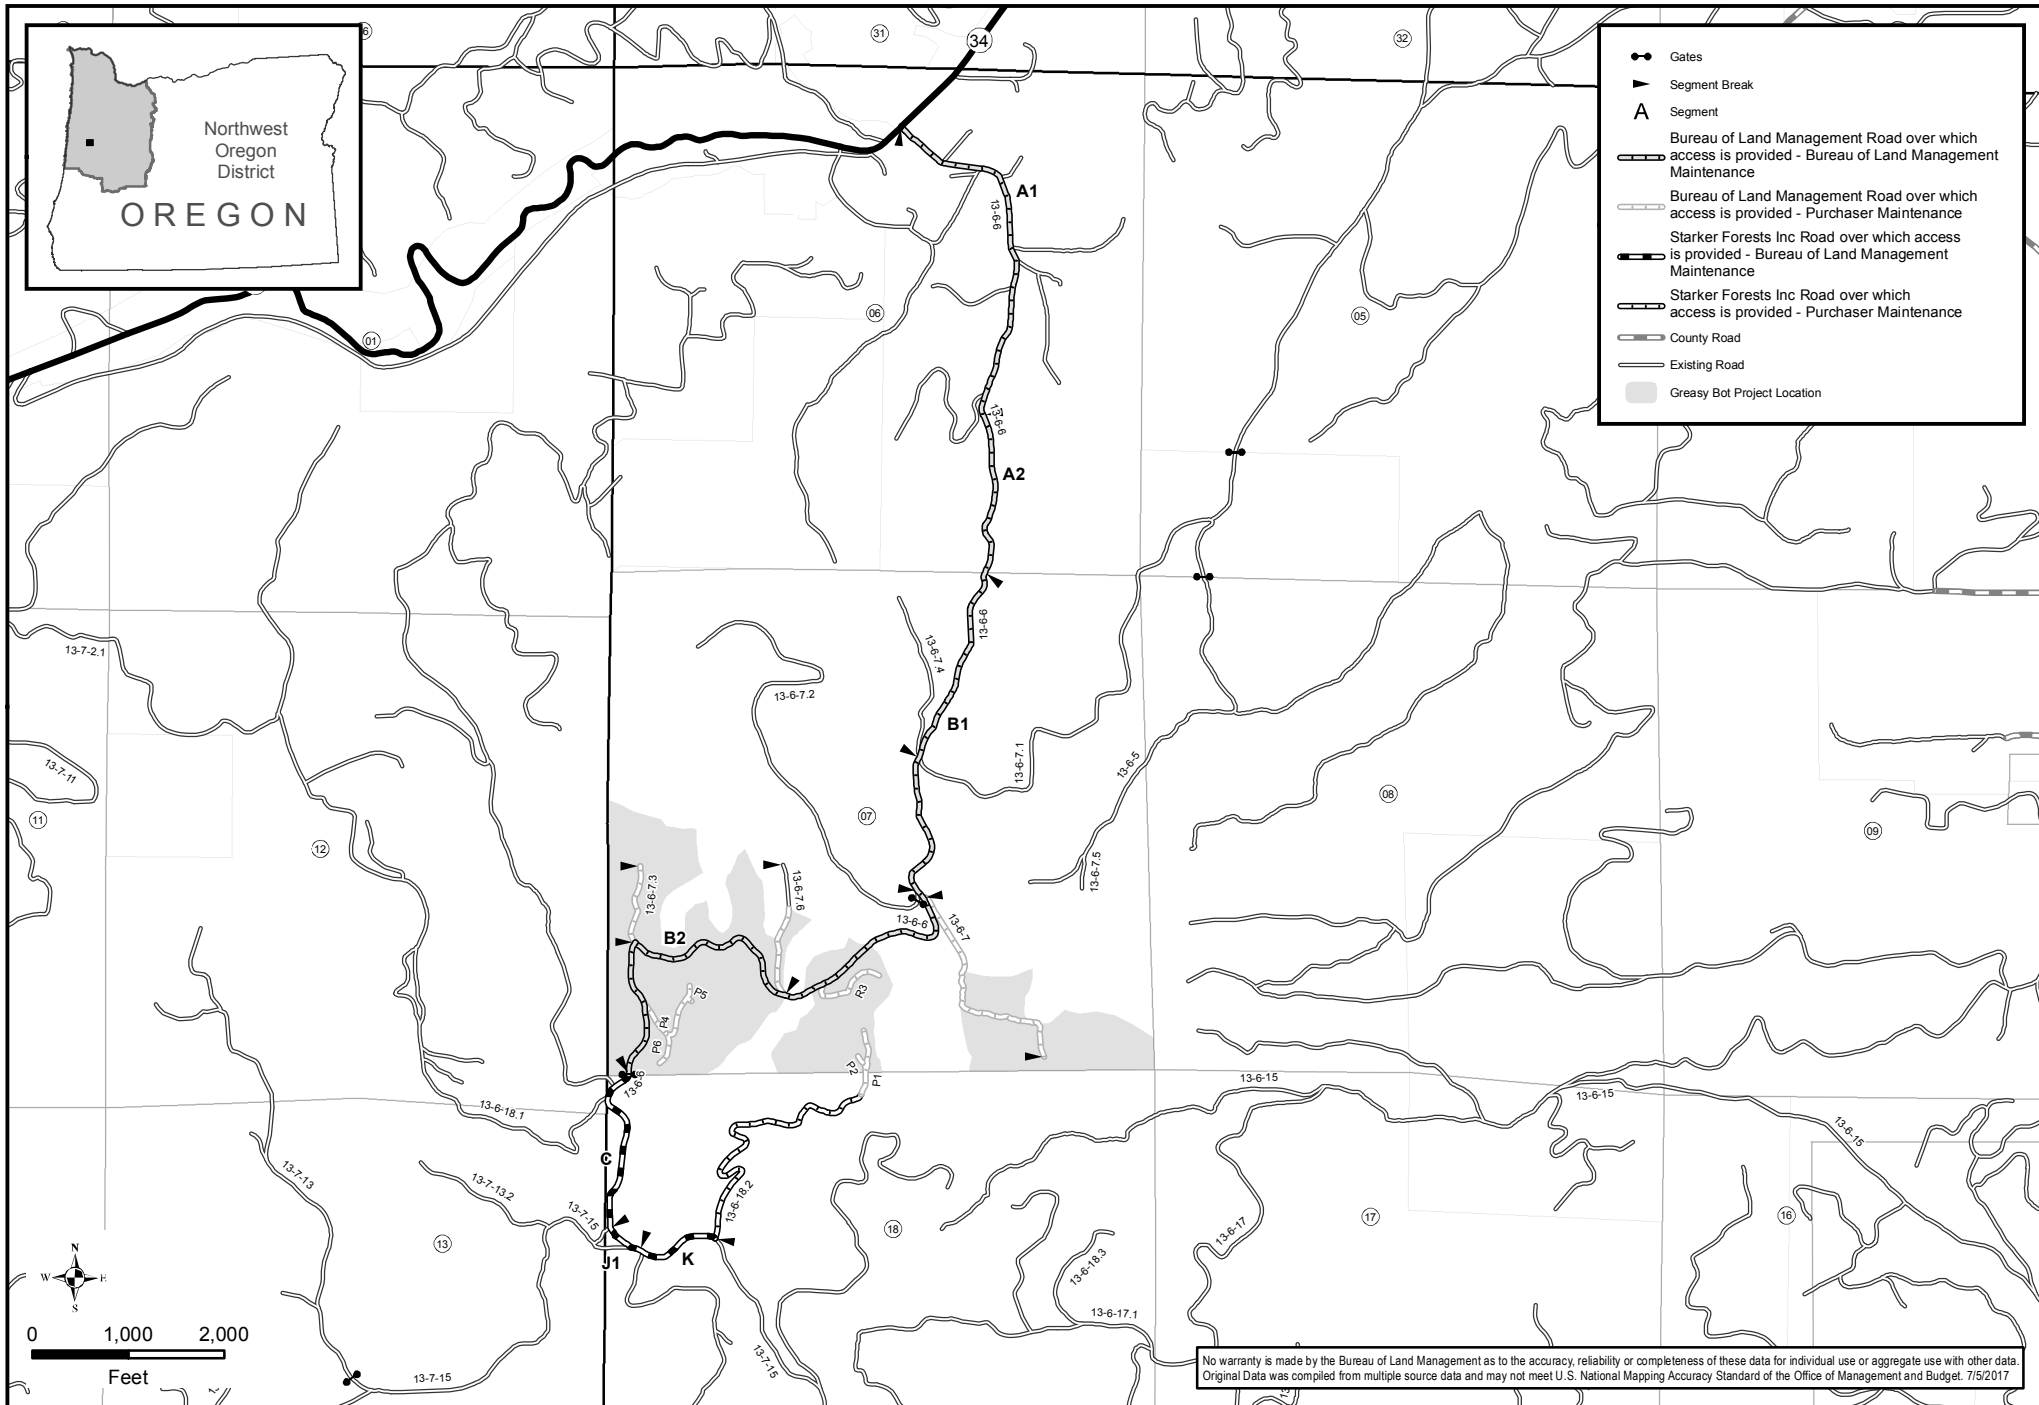 Northwest
Oregon
District
OREGON
6
31
34
32
Gates
Segment Break
A
Segment
Bureau of Land Management Road over which
access is provided - Bureau of Land Management
Maintenance
Bureau of Land Management Road over which
access is provided - Purchaser Maintenance
Starker Forests Inc Road over which access
is provided - Bureau of Land Management
Maintenance
Starker Forests Inc Road over which
access is provided - Purchaser Maintenance
County Road
Existing Road
Greasy Bot Project Location
A1
13-6-6
01
06
05
13-6-6
A2
13-6-6
13-7-2.1
13-6-7.4
13-6-7.2
B1
13-6-7.1
13-6-5
13-7-11
11
12
07
08
09
13-6-7.3
13-6-7.6
13-6-7.5
13-6-6
13-6-7
B2
P5
R3
P4
P6
P2
P1
13-6-6
13-6-15
13-6-15
13-6-15
13-6-18.1
C
13-7-13
13-7-13.2
13-7-15
13-6-18.2
18
17
16
13
13-6-17
J1
K
13-6-18.3
13-6-17.1
13-7-15
13-7-15
N
W
E
S
0 1,000 2,000
Feet
No warranty is made by the Bureau of Land Management as to the accuracy, reliability or completeness of these data for individual use or aggregate use with other data.
Original Data was compiled from multiple source data and may not meet U.S. National Mapping Accuracy Standard of the Office of Management and Budget. 7/5/2017